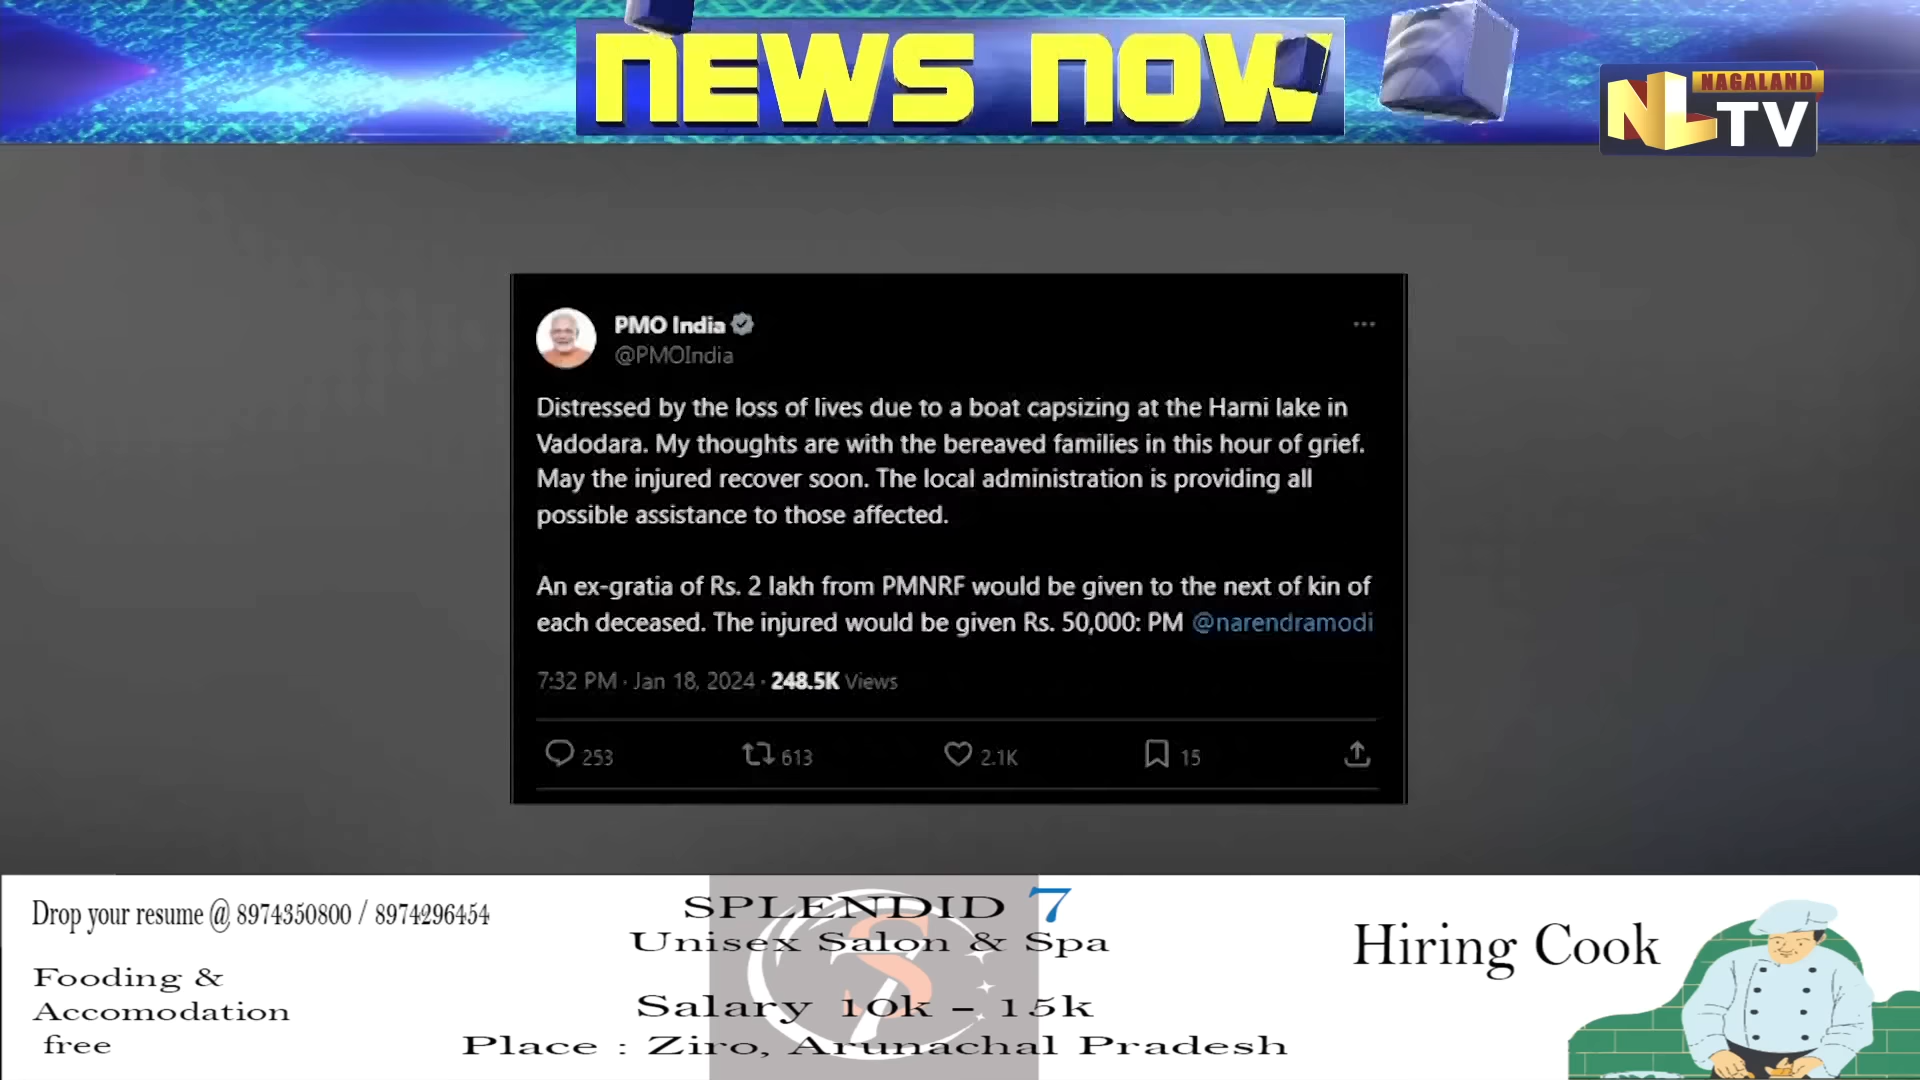 NEWS NOW
NAGALAND
NL TV
PMO India
@PMOIndia
Distressed by the loss of lives due to a boat capsizing at the Harni lake in
Vadodara. My thoughts are with the bereaved families in this hour of grief.
May the injured recover soon. The local administration is providing all
possible assistance to those affected.
An ex-gratia of Rs. 2 lakh from PMNRF would be given to the next of kin of
each deceased. The injured would be given Rs. 50,000: PM @narendramodi
7:32 PM · Jan 18, 2024 · 248.5K Views
253 613 2.1K 15
Drop your resume @ 8974350800 / 8974296454
Fooding &
Accomodation
free
SPLENDID 7
Unisex Salon & Spa
Salary 10k - 15k
Place : Ziro, Arunachal Pradesh
Hiring Cook